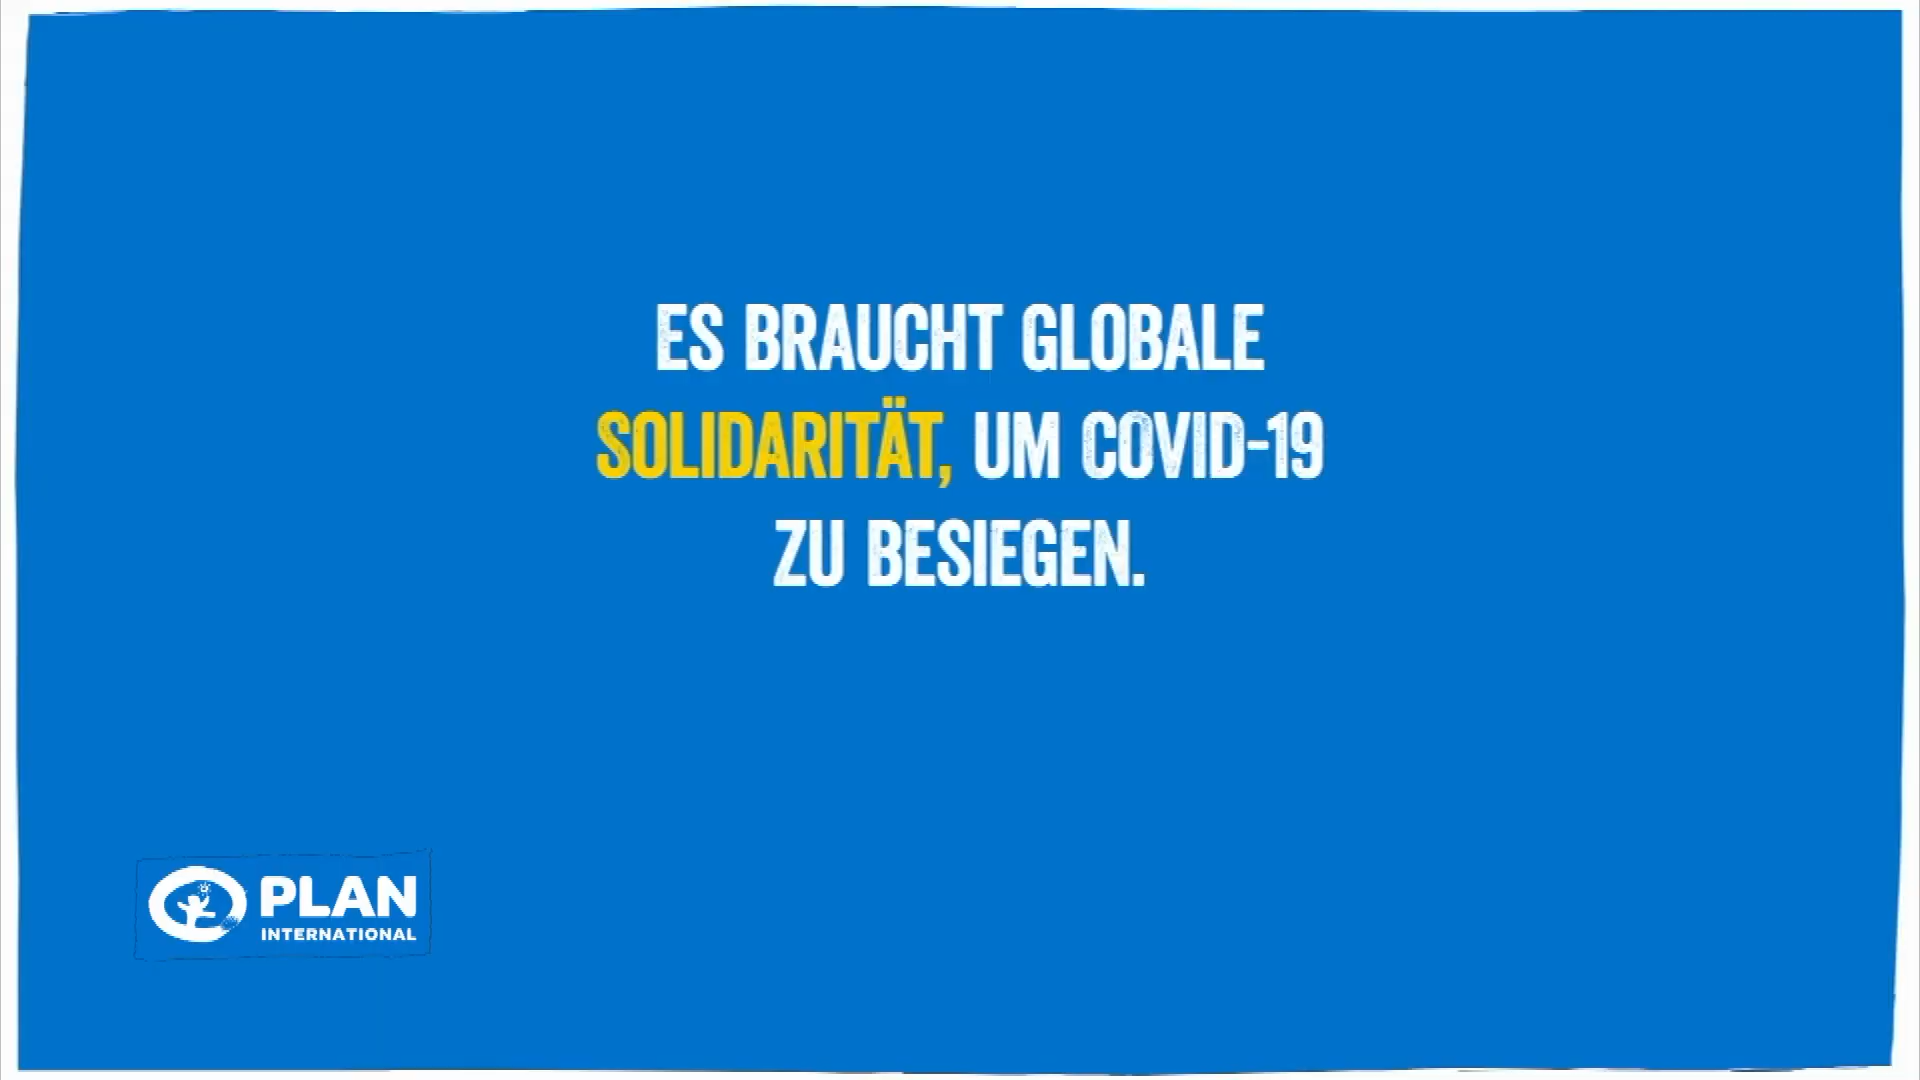 ES BRAUCHT GLOBALE
SOLIDARITÄT, UM COVID-19
ZU BESIEGEN.
PLAN
INTERNATIONAL